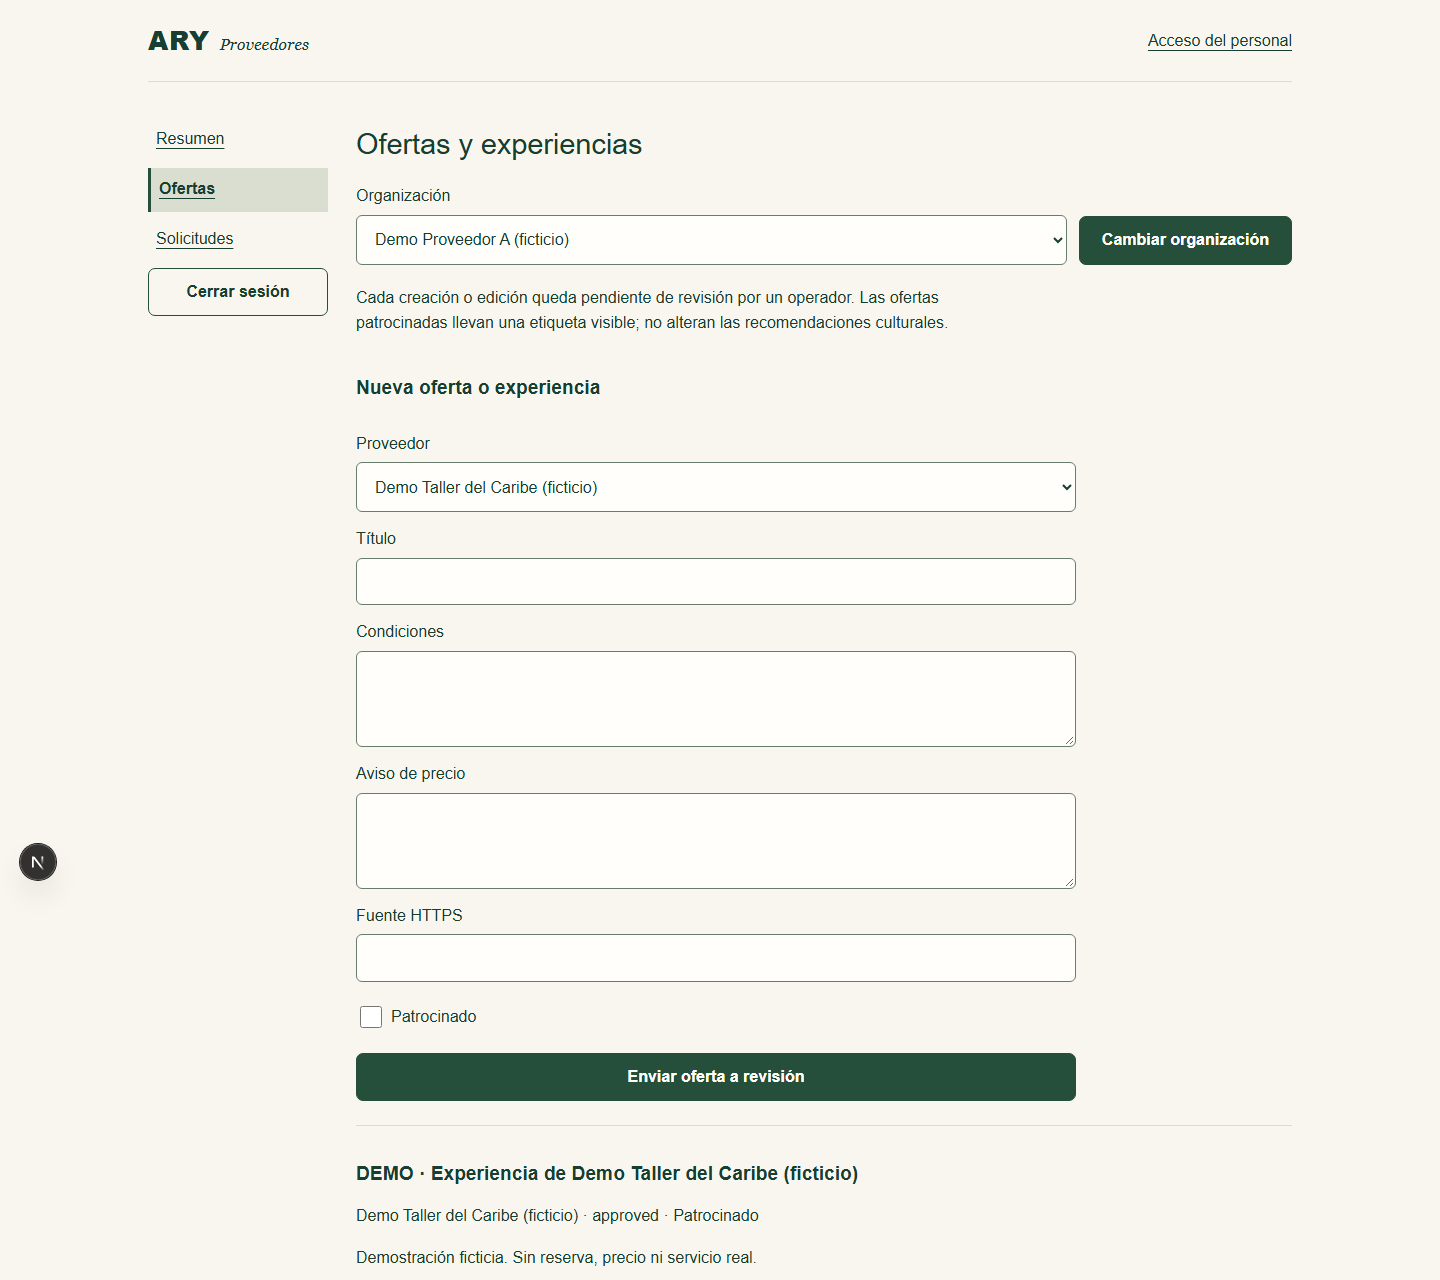 ARY Proveedores
Acceso del personal
Resumen
Ofertas
Solicitudes
Cerrar sesión
Ofertas y experiencias
Organización
Demo Proveedor A (ficticio)
Cambiar organización
Cada creación o edición queda pendiente de revisión por un operador. Las ofertas
patrocinadas llevan una etiqueta visible; no alteran las recomendaciones culturales.
Nueva oferta o experiencia
Proveedor
Demo Taller del Caribe (ficticio)
Título
Condiciones
Aviso de precio
Fuente HTTPS
Patrocinado
Enviar oferta a revisión
DEMO · Experiencia de Demo Taller del Caribe (ficticio)
Demo Taller del Caribe (ficticio) · approved · Patrocinado
Demostración ficticia. Sin reserva, precio ni servicio real.
N